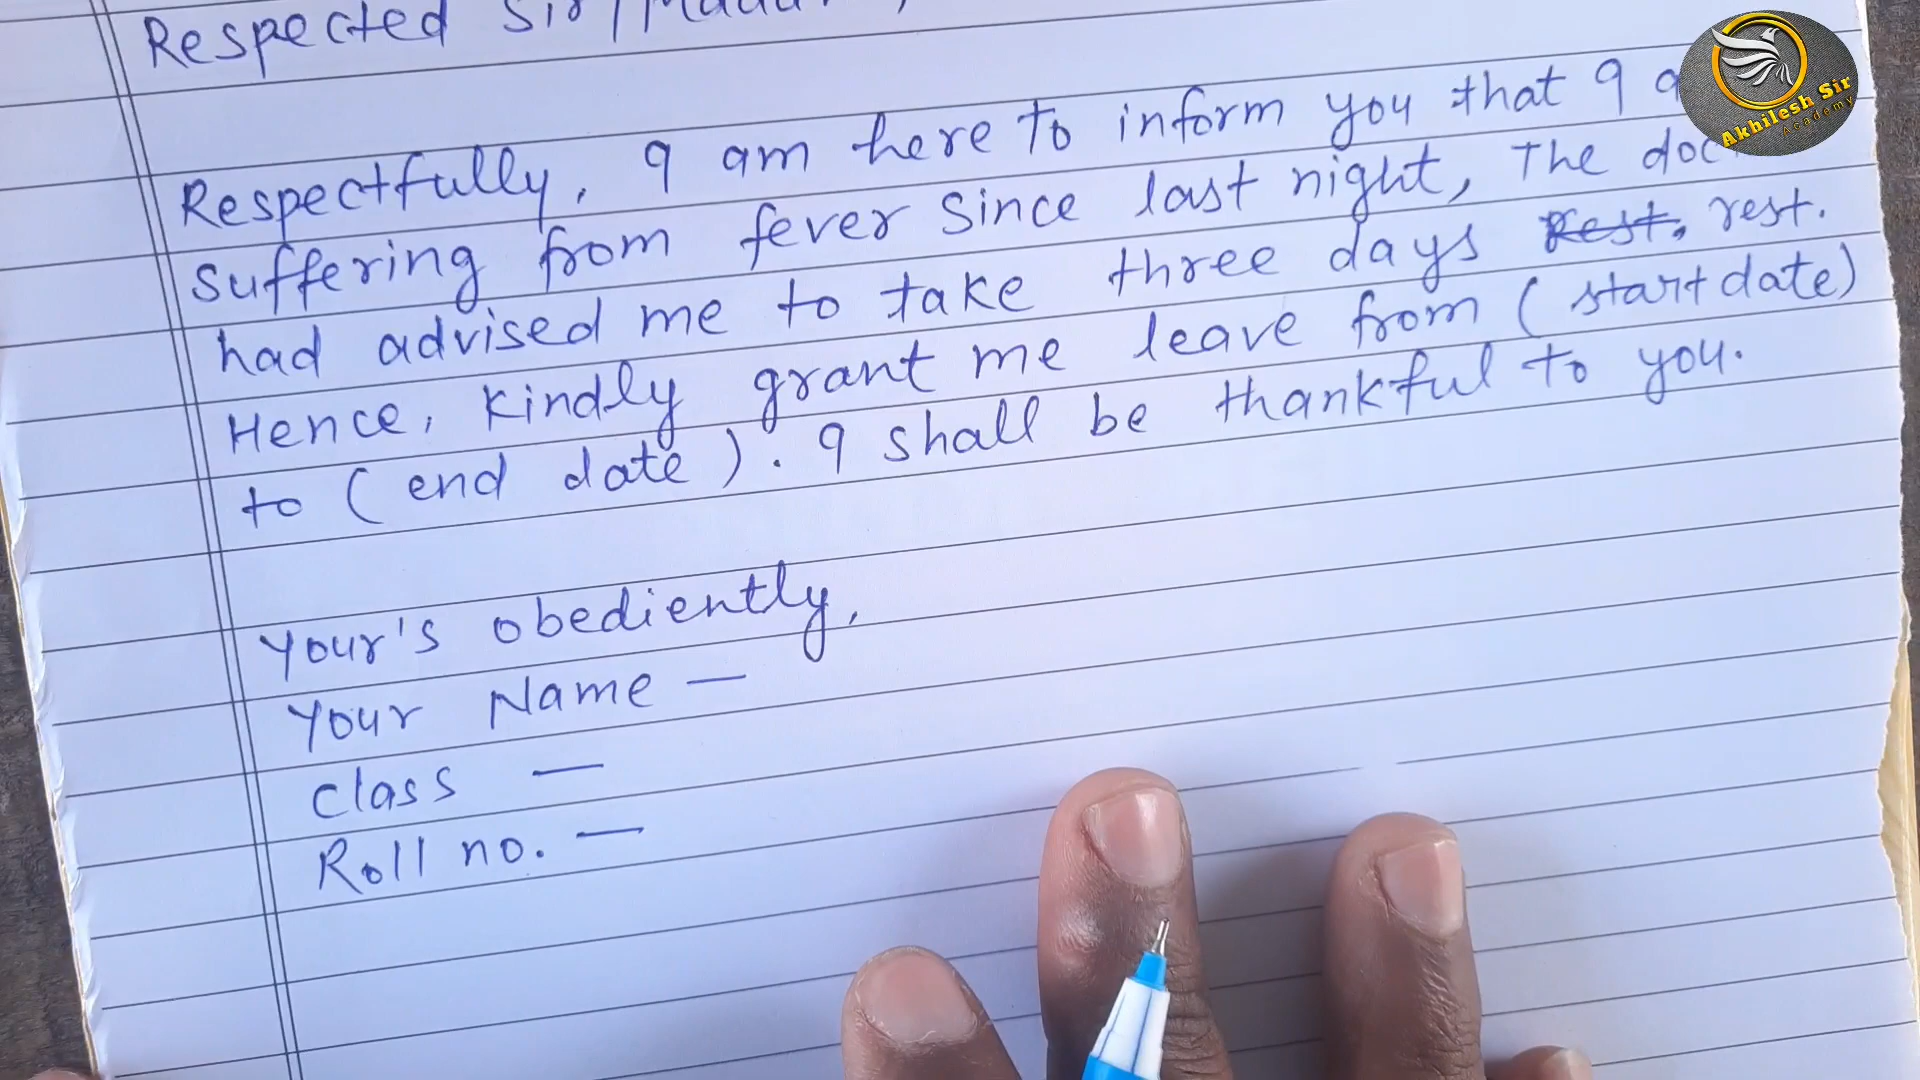 Respected Sir/Madam,
Respectfully, I am here to inform you that I
suffering from fever since last night, The
had advised me to take three days Rest. rest.
Hence, kindly grant me leave from (start date)
to (end date). I shall be thankful to you.
Your's obediently,
Your Name —
Class —
Roll no. —
Akhilesh Sir
Academy